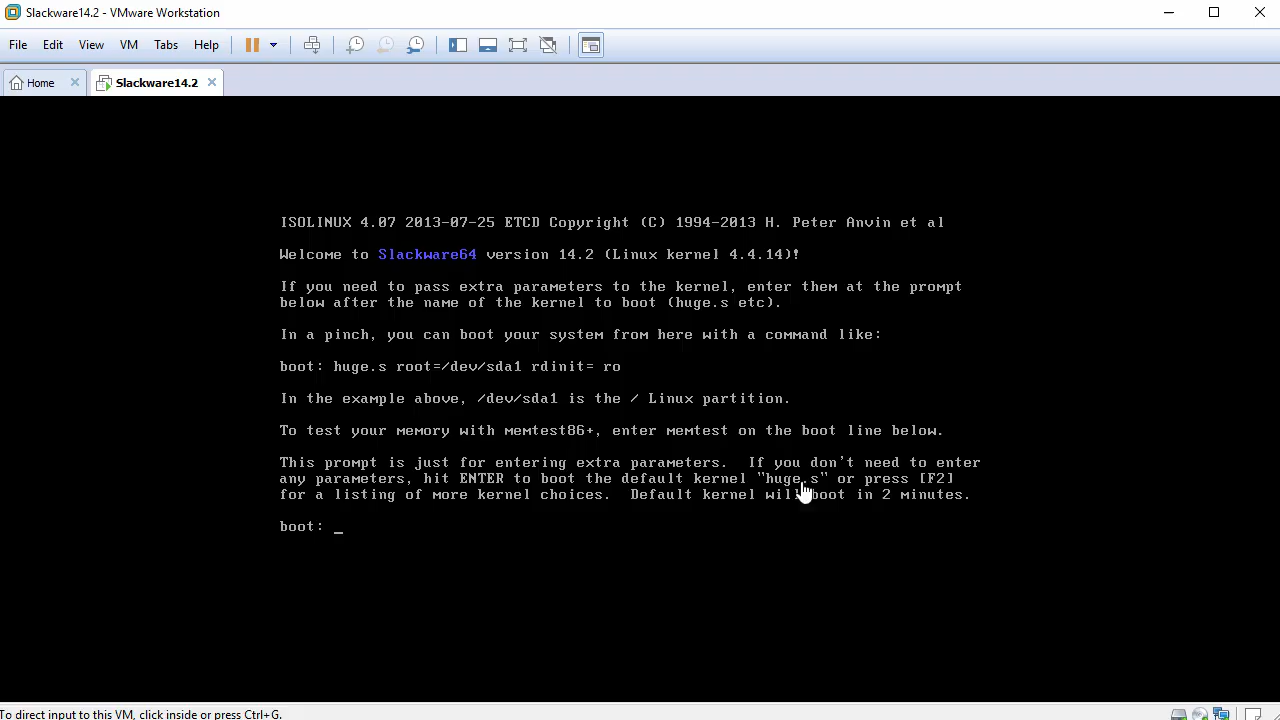 Slackware14.2 - VMware Workstation
File Edit View VM Tabs Help
Home Slackware14.2
ISOLINUX 4.07 2013-07-25 ETCD Copyright (C) 1994-2013 H. Peter Anvin et al
Welcome to Slackware64 version 14.2 (Linux kernel 4.4.14)!
If you need to pass extra parameters to the kernel, enter them at the prompt
below after the name of the kernel to boot (huge.s etc).
In a pinch, you can boot your system from here with a command like:
boot: huge.s root=/dev/sda1 rdinit= ro
In the example above, /dev/sda1 is the / Linux partition.
To test your memory with memtest86+, enter memtest on the boot line below.
This prompt is just for entering extra parameters.  If you don't need to enter
any parameters, hit ENTER to boot the default kernel "huge.s" or press [F2]
for a listing of more kernel choices.  Default kernel will boot in 2 minutes.
boot: _
To direct input to this VM, click inside or press Ctrl+G.